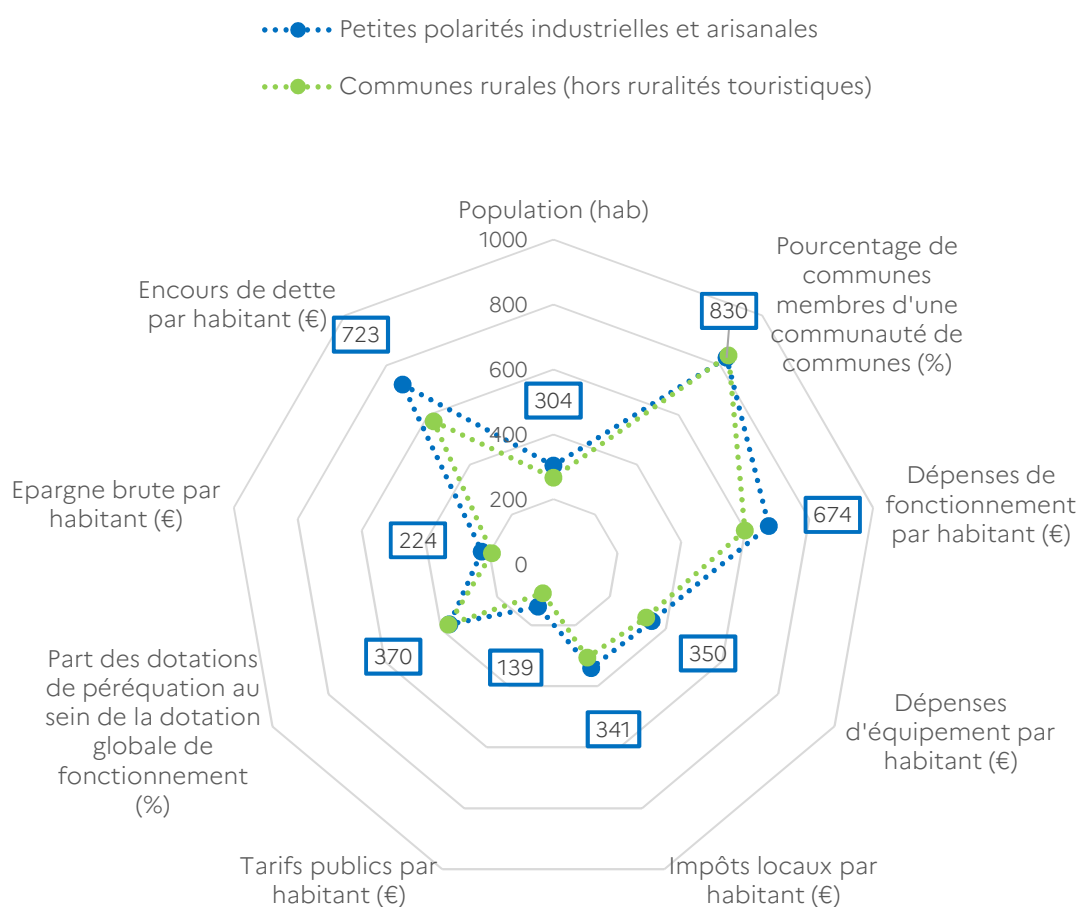 Petites polarités industrielles et arisanales
Communes rurales (hors ruralités touristiques)
Population (hab)
1000
800
600
400
200
0
Pourcentage de
communes
membres d'une
communauté de
communes (%)
830
Dépenses de
fonctionnement
par habitant (€)
674
Dépenses
d'équipement par
habitant (€)
350
Impôts locaux par
habitant (€)
341
Tarifs publics par
habitant (€)
139
Part des dotations
de péréquation au
sein de la dotation
globale de
fonctionnement
(%)
370
Epargne brute par
habitant (€)
224
Encours de dette
par habitant (€)
723
304